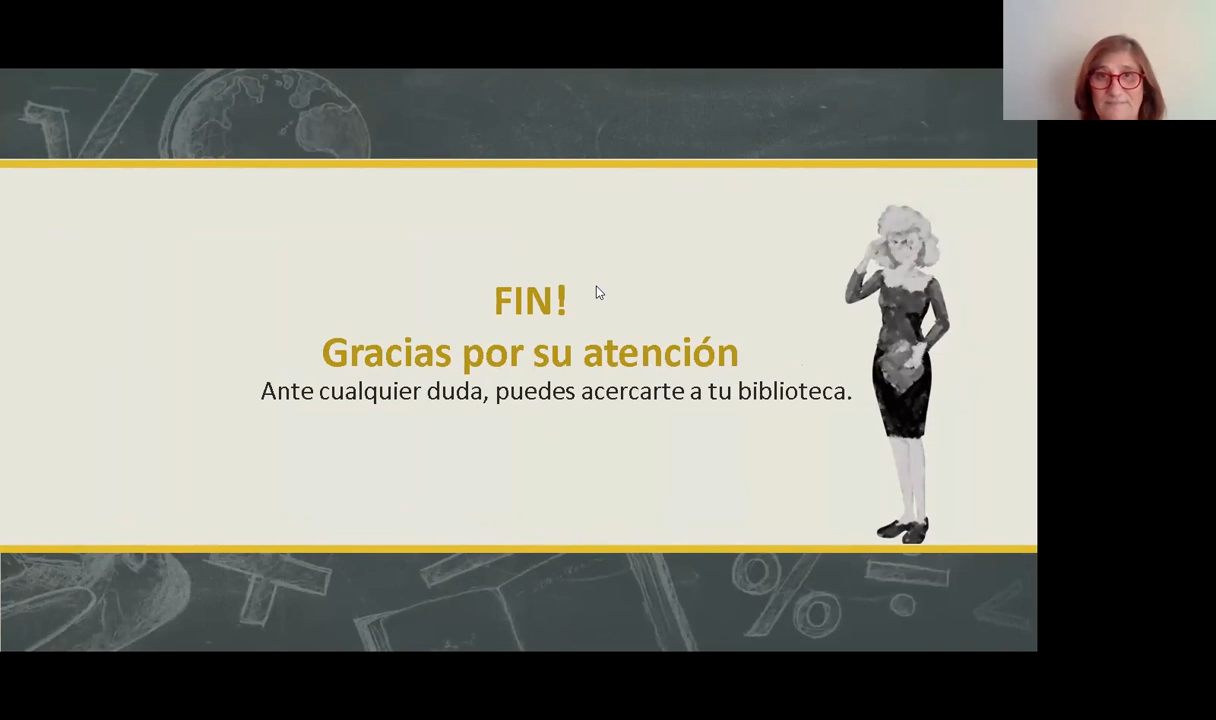 FIN!
Gracias por su atención
Ante cualquier duda, puedes acercarte a tu biblioteca.